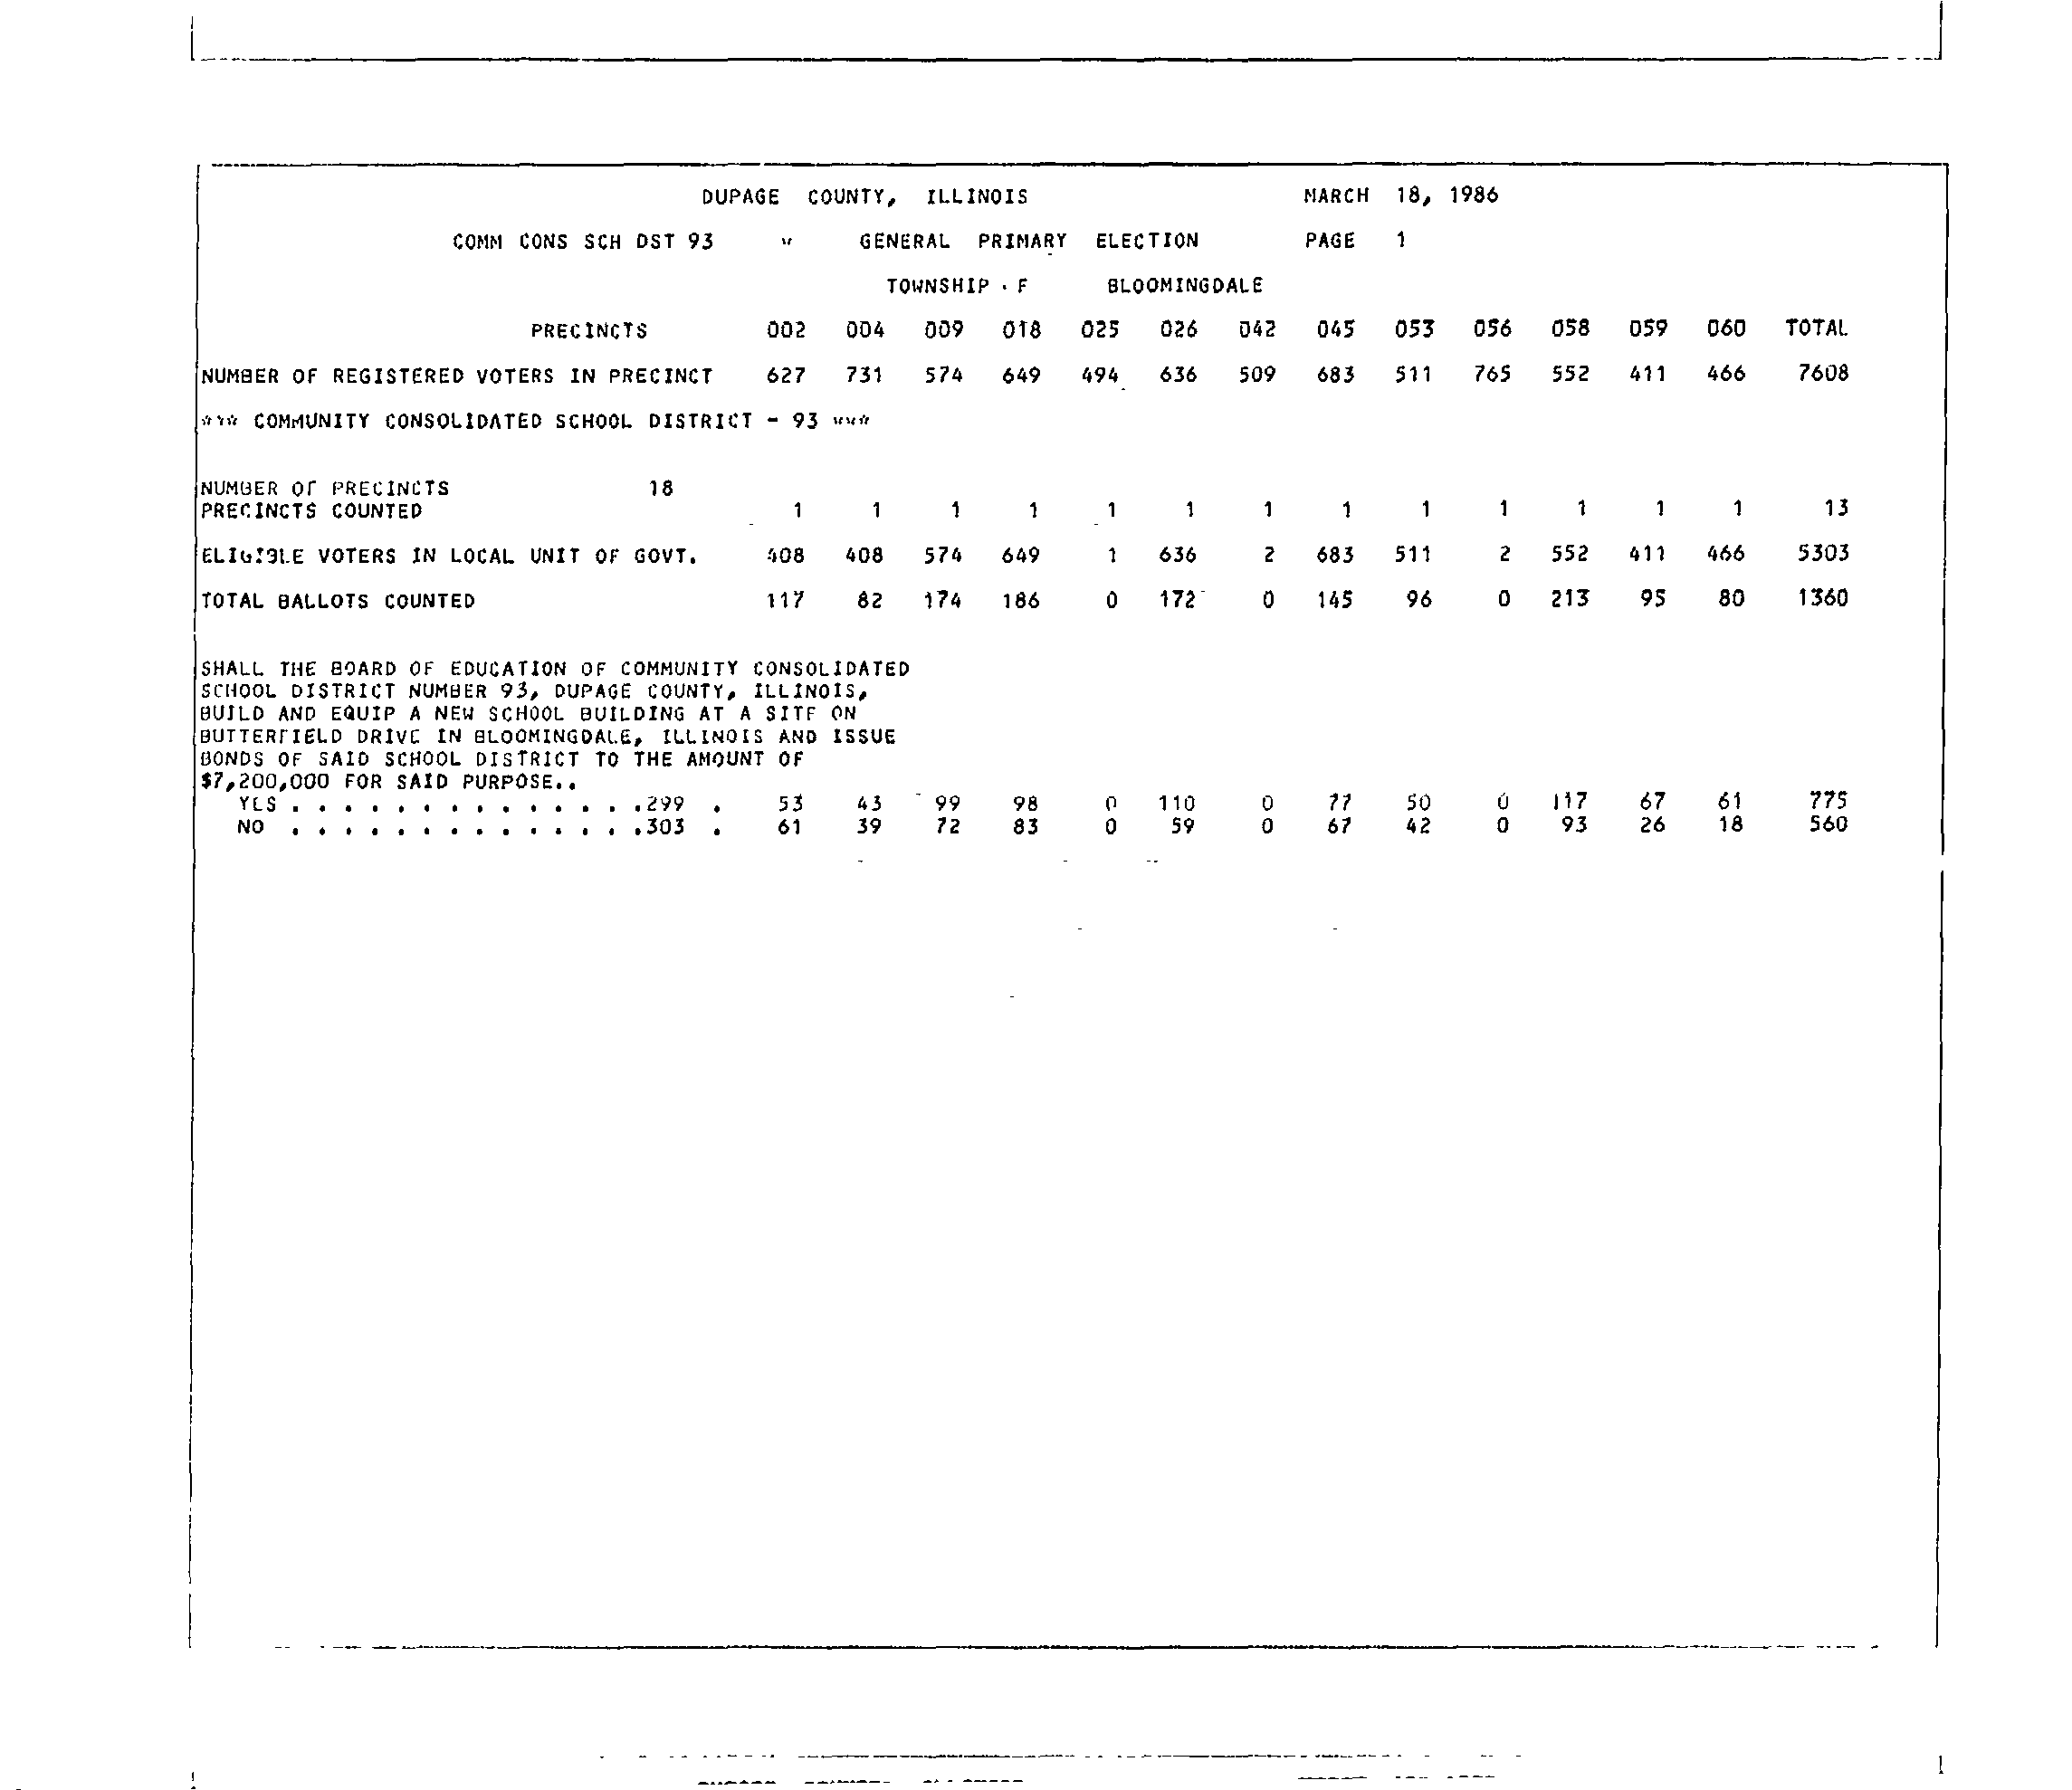 DUPAGE COUNTY, ILLINOIS MARCH 18, 1986
COMM CONS SCH DST 93 * GENERAL PRIMARY ELECTION PAGE 1
TOWNSHIP . F BLOOMINGDALE
PRECINCTS 002 004 009 018 025 026 042 045 053 056 058 059 060 TOTAL
NUMBER OF REGISTERED VOTERS IN PRECINCT 627 731 574 649 494 636 509 683 511 765 552 411 466 7608
*** COMMUNITY CONSOLIDATED SCHOOL DISTRICT - 93 ***
NUMBER OF PRECINCTS 18
PRECINCTS COUNTED 1 1 1 1 1 1 1 1 1 1 1 1 1 13
ELIGIBLE VOTERS IN LOCAL UNIT OF GOVT. 408 408 574 649 1 636 2 683 511 2 552 411 466 5303
TOTAL BALLOTS COUNTED 117 82 174 186 0 172 0 145 96 0 213 95 80 1360
SHALL THE BOARD OF EDUCATION OF COMMUNITY CONSOLIDATED
SCHOOL DISTRICT NUMBER 93, DUPAGE COUNTY, ILLINOIS,
BUILD AND EQUIP A NEW SCHOOL BUILDING AT A SITE ON
BUTTERFIELD DRIVE IN BLOOMINGDALE, ILLINOIS AND ISSUE
BONDS OF SAID SCHOOL DISTRICT TO THE AMOUNT OF
$7,200,000 FOR SAID PURPOSE..
YES . . . . . . . . . . . . . .299 . 53 43 99 98 0 110 0 77 50 0 117 67 61 775
NO . . . . . . . . . . . . . .303 . 61 39 72 83 0 59 0 67 42 0 93 26 18 560